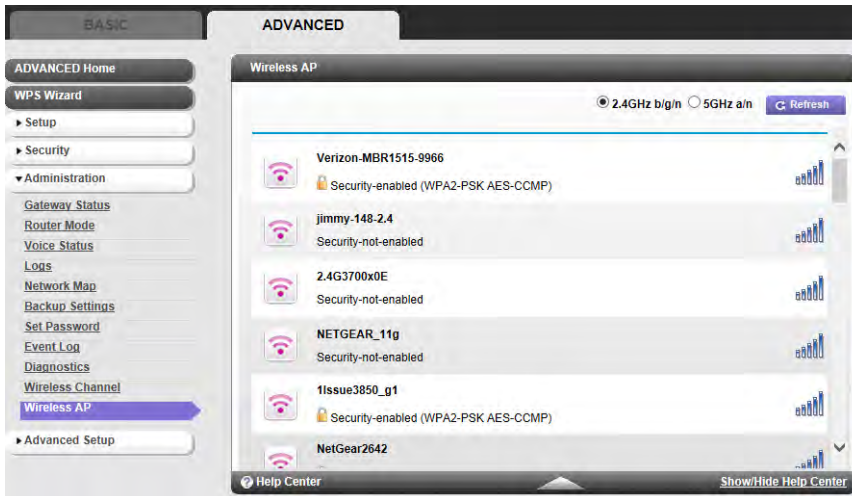 BASIC
ADVANCED
ADVANCED Home
WPS Wizard
Setup
Security
Administration
Gateway Status
Router Mode
Voice Status
Logs
Network Map
Backup Settings
Set Password
Event Log
Diagnostics
Wireless Channel
Wireless AP
Advanced Setup
Wireless AP
2.4GHz b/g/n
5GHz a/n
Refresh
Verizon-MBR1515-9966
Security-enabled (WPA2-PSK AES-CCMP)
jimmy-148-2.4
Security-not-enabled
2.4G3700x0E
Security-not-enabled
NETGEAR_11g
Security-not-enabled
1Issue3850_g1
Security-enabled (WPA2-PSK AES-CCMP)
NetGear2642
Help Center
Show/Hide Help Center